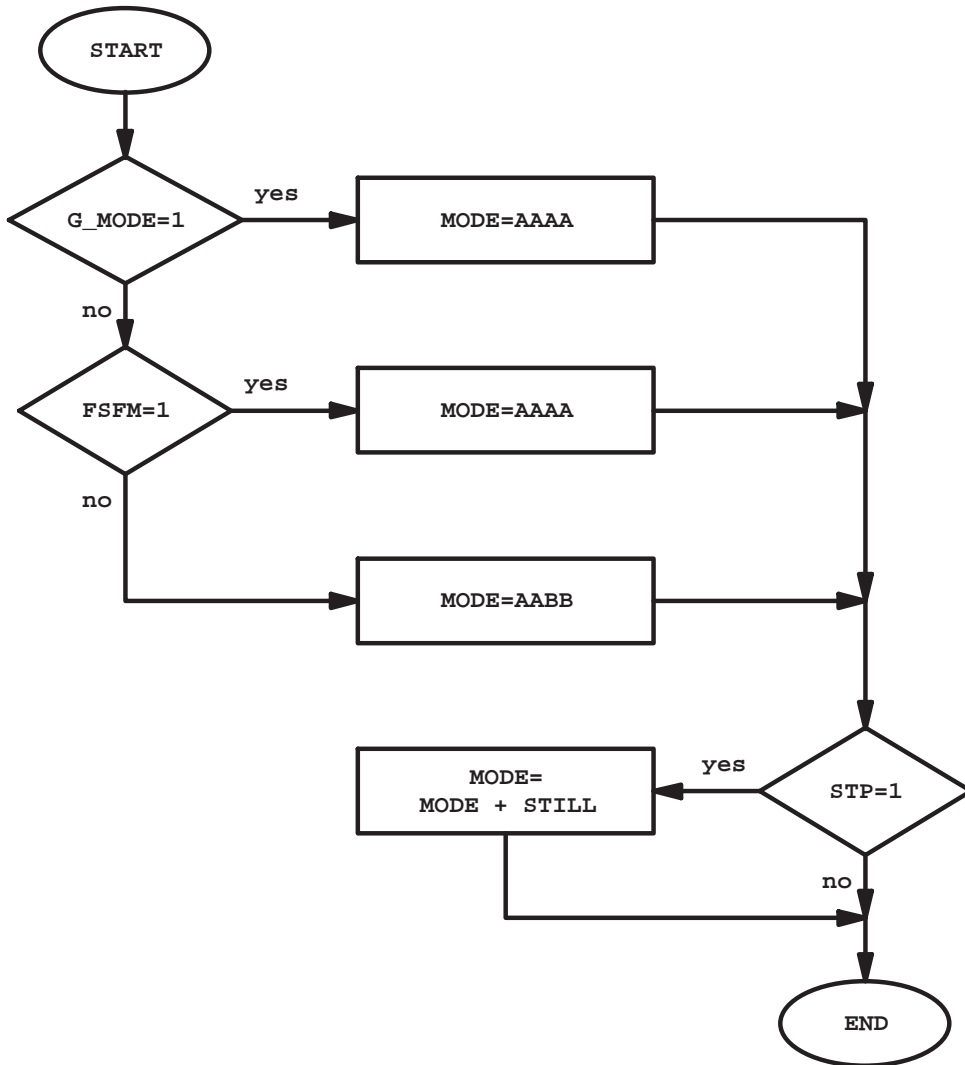 START
G_MODE=1
yes
MODE=AAAA
no
FSFM=1
yes
MODE=AAAA
no
MODE=AABB
STP=1
yes
MODE=
MODE + STILL
no
END